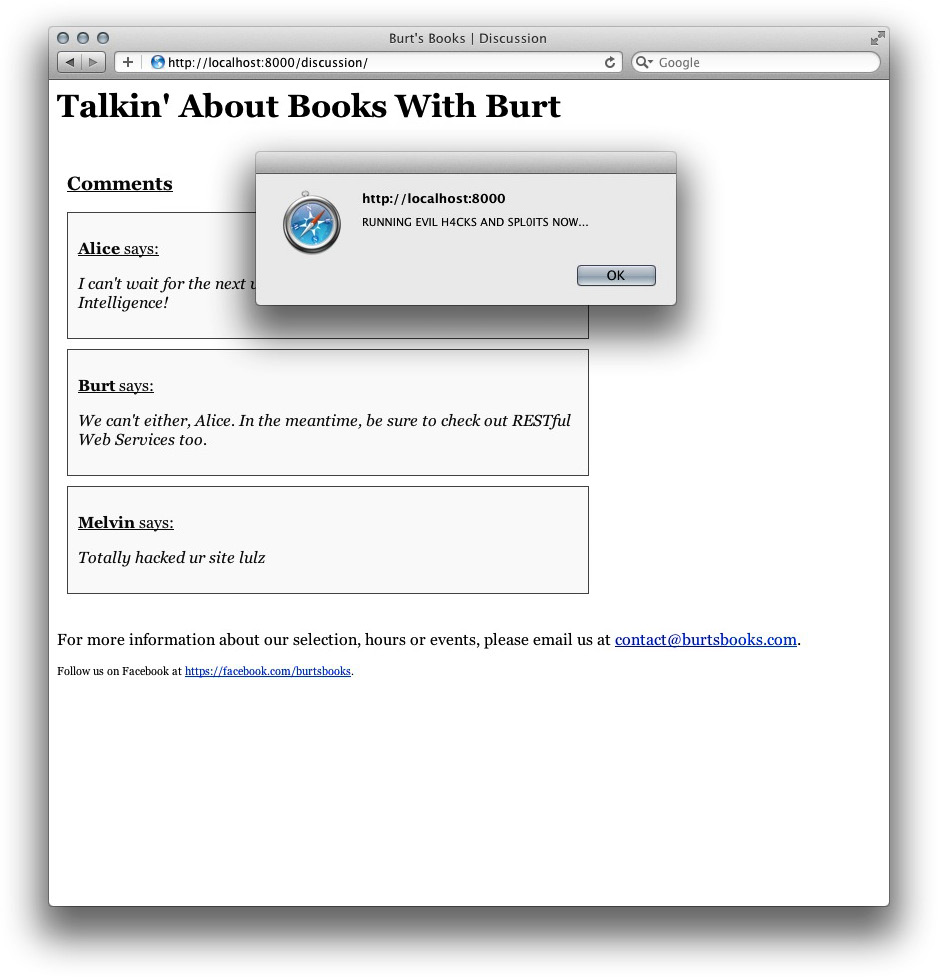 Burt's Books | Discussion
http://localhost:8000/discussion/
Google
Talkin' About Books With Burt
Comments
http://localhost:8000
RUNNING EVIL H4CKS AND SPL0ITS NOW...
OK
Alice says:
I can't wait for the next
Intelligence!
Burt says:
We can't either, Alice. In the meantime, be sure to check out RESTful
Web Services too.
Melvin says:
Totally hacked ur site lulz
For more information about our selection, hours or events, please email us at contact@burtsbooks.com.
Follow us on Facebook at https://facebook.com/burtsbooks.